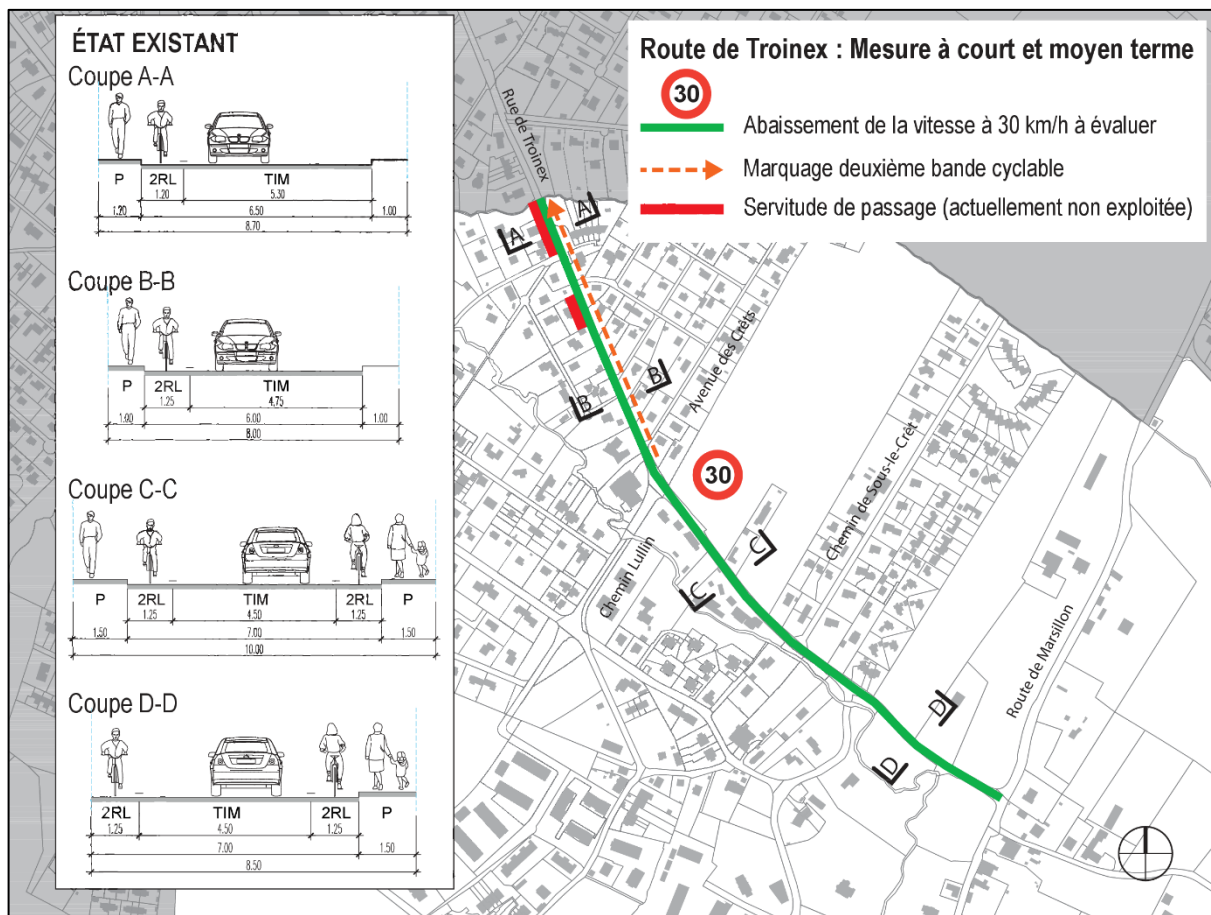 ÉTAT EXISTANT
Coupe A-A
P 2RL TIM
1.20 5.30
1.20 6.50 1.00
8.70
Coupe B-B
P 2RL TIM
1.25 4.75
1.00 6.00 1.00
8.00
Coupe C-C
P 2RL TIM 2RL P
1.25 4.50 1.25
1.50 7.00 1.50
10.00
Coupe D-D
2RL TIM 2RL P
1.25 4.50 1.25
7.00 1.50
8.50
Route de Troinex : Mesure à court et moyen terme
30
Abaissement de la vitesse à 30 km/h à évaluer
Marquage deuxième bande cyclable
Servitude de passage (actuellement non exploitée)
Rue de Troinex
A
A
B
B
Avenue des Crêts
30
Chemin Lullin
C
C
Chemin de Sous-le-Crêt
Route de Marsillon
D
D